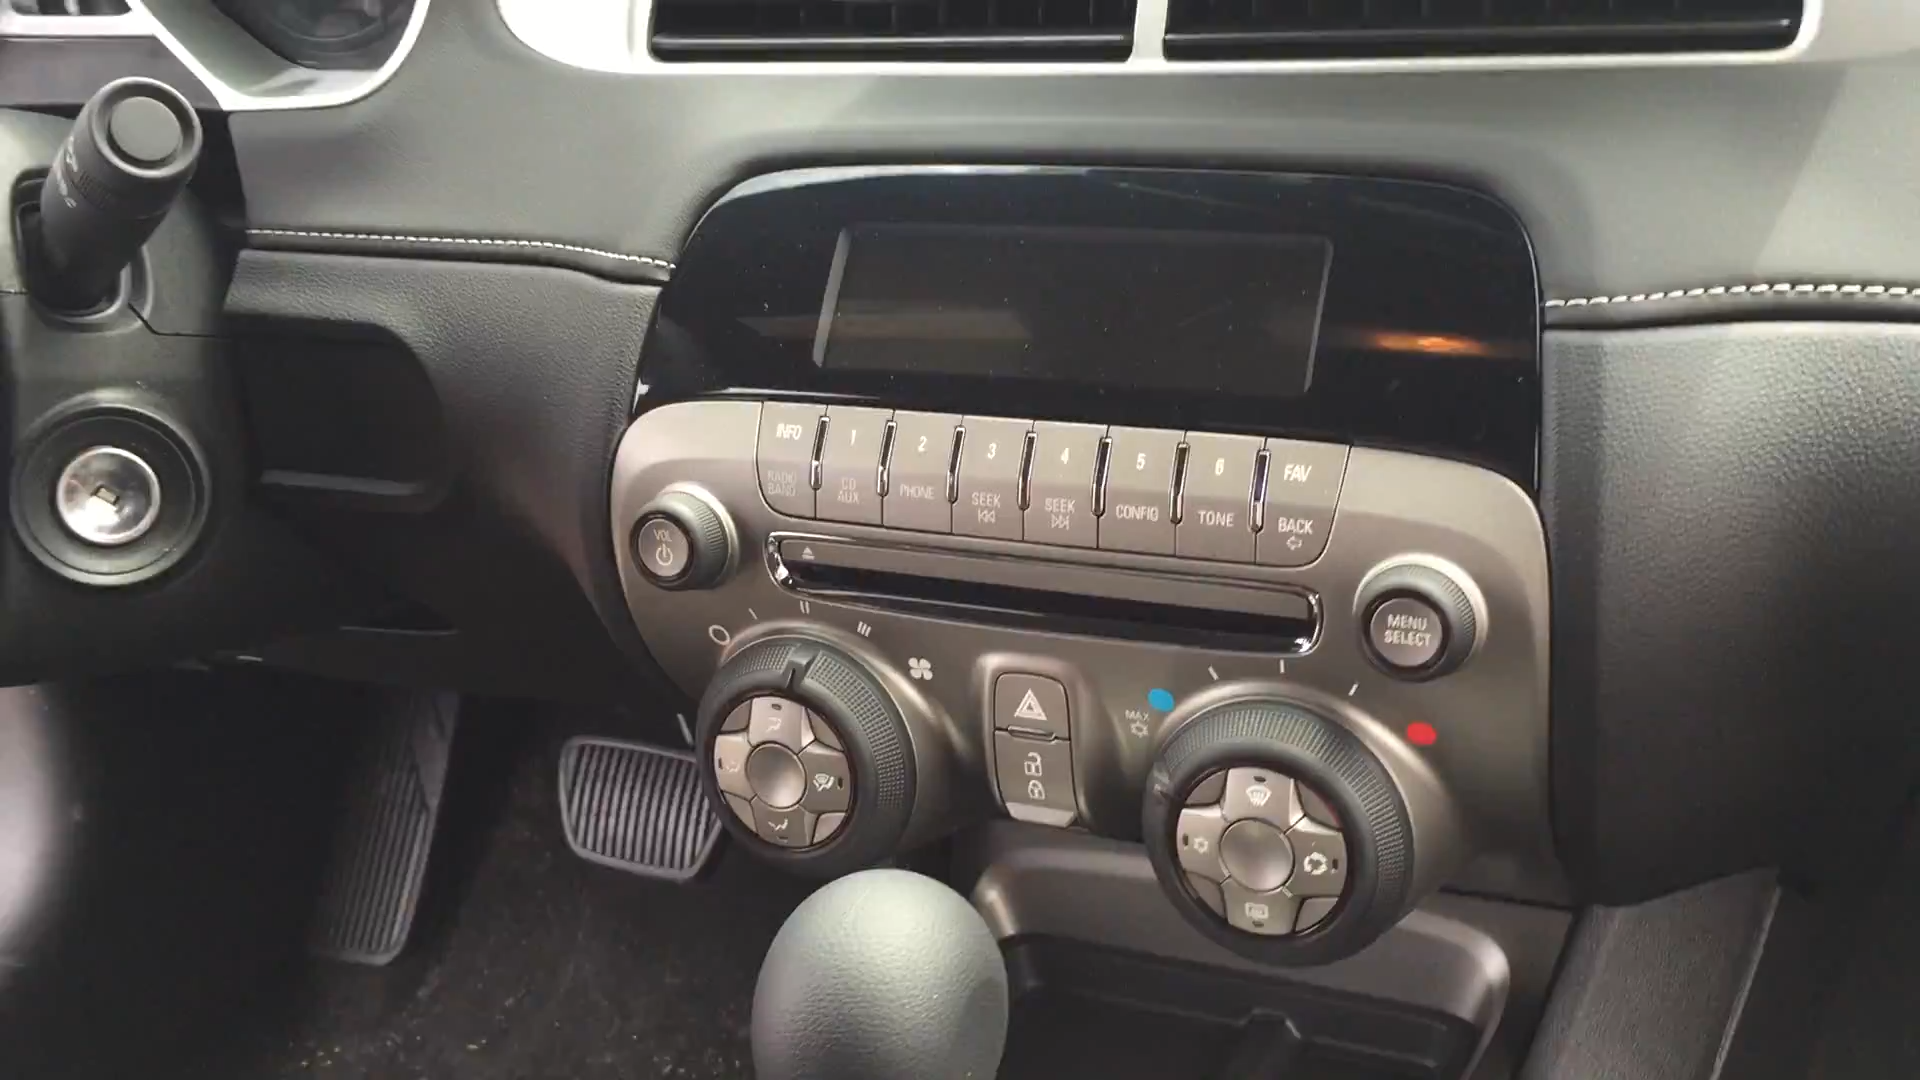 INFO 1 2 3 4 5 6 FAV
RADIO
BAND
CD
AUX
PHONE
SEEK
SEEK
CONFIG
TONE
BACK
VOL
MENU
SELECT
MAX